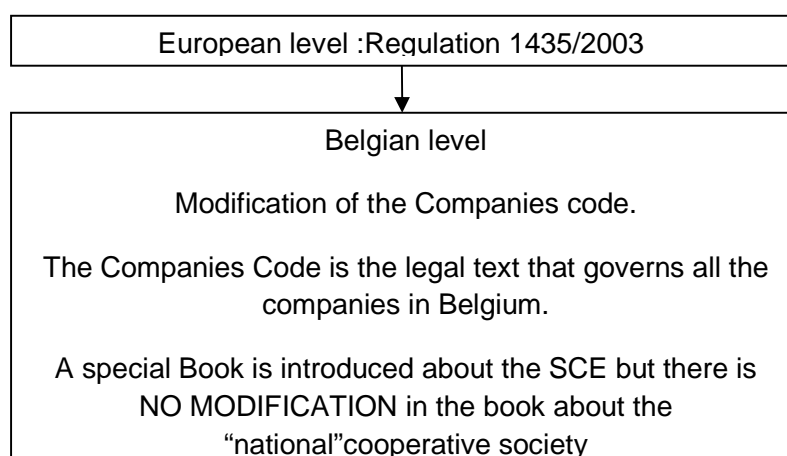 European level :Regulation 1435/2003
Belgian level
Modification of the Companies code.
The Companies Code is the legal text that governs all the
companies in Belgium.
A special Book is introduced about the SCE but there is
NO MODIFICATION in the book about the
“national”cooperative society